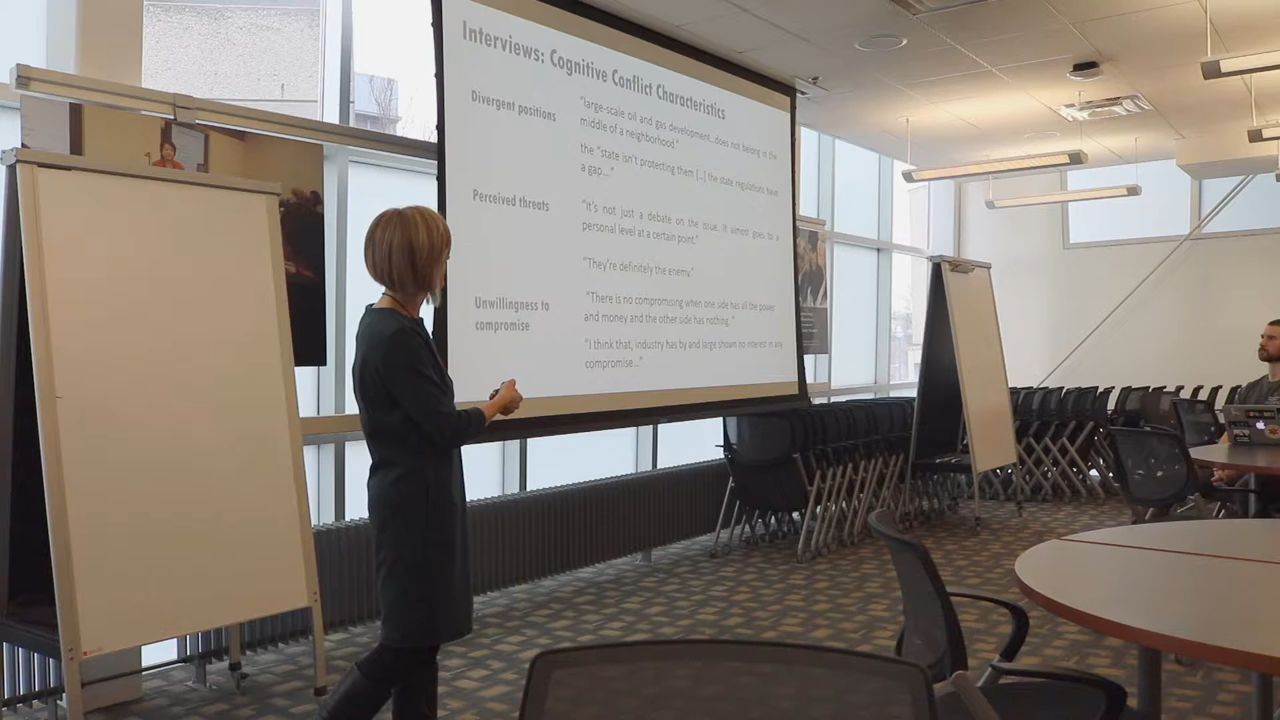 Interviews: Cognitive Conflict Characteristics
Divergent positions
"large-scale oil and gas development...does not belong in the
middle of a neighborhood."
the "state isn't protecting them [...] the state regulations have
a gap..."
Perceived threats
"It's not just a debate on the issue. It almost goes to a
personal level at a certain point."
"They're definitely the enemy"
Unwillingness to
compromise
"There is no compromising when one side has all the power
and money and the other side has nothing."
"I think that, industry has by and large shown no interest in any
compromise..."